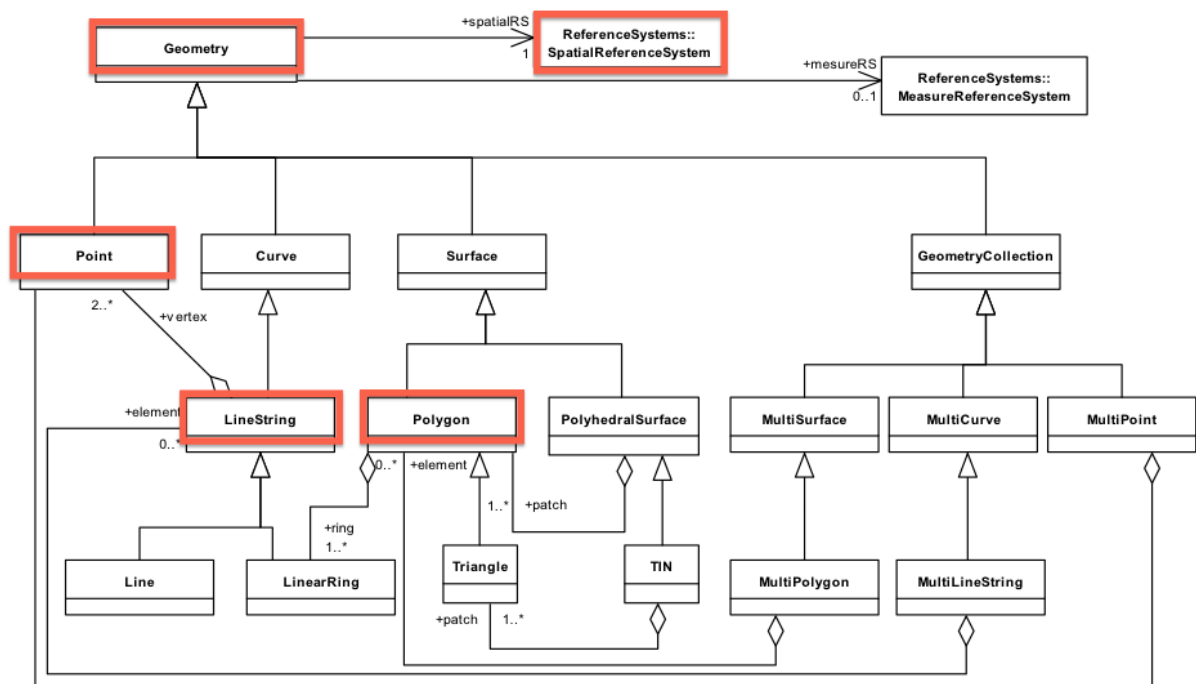 +spatialRS
Geometry
1
ReferenceSystems::
SpatialReferenceSystem
+mesureRS
0..1
ReferenceSystems::
MeasureReferenceSystem
Point
Curve
Surface
GeometryCollection
2..*
+vertex
+element
0..*
LineString
Polygon
PolyhedralSurface
MultiSurface
MultiCurve
MultiPoint
0..*
+element
1..*
+patch
+ring
1..*
Line
LinearRing
Triangle
TIN
MultiPolygon
MultiLineString
+patch
1..*